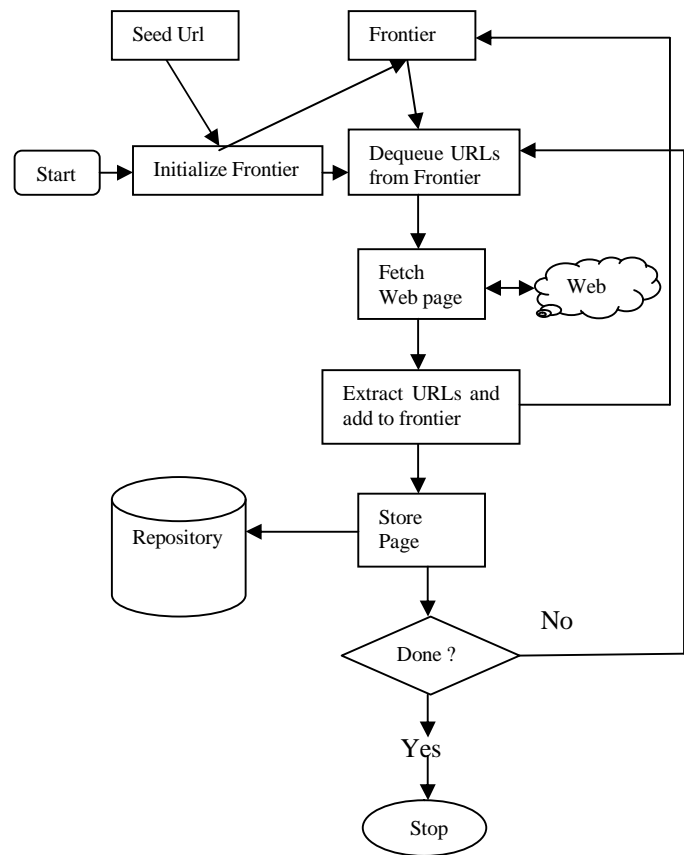 Seed Url
Frontier
Start
Initialize Frontier
Dequeue URLs
from Frontier
Fetch
Web page
Web
Extract URLs and
add to frontier
Repository
Store
Page
Done ?
No
Yes
Stop